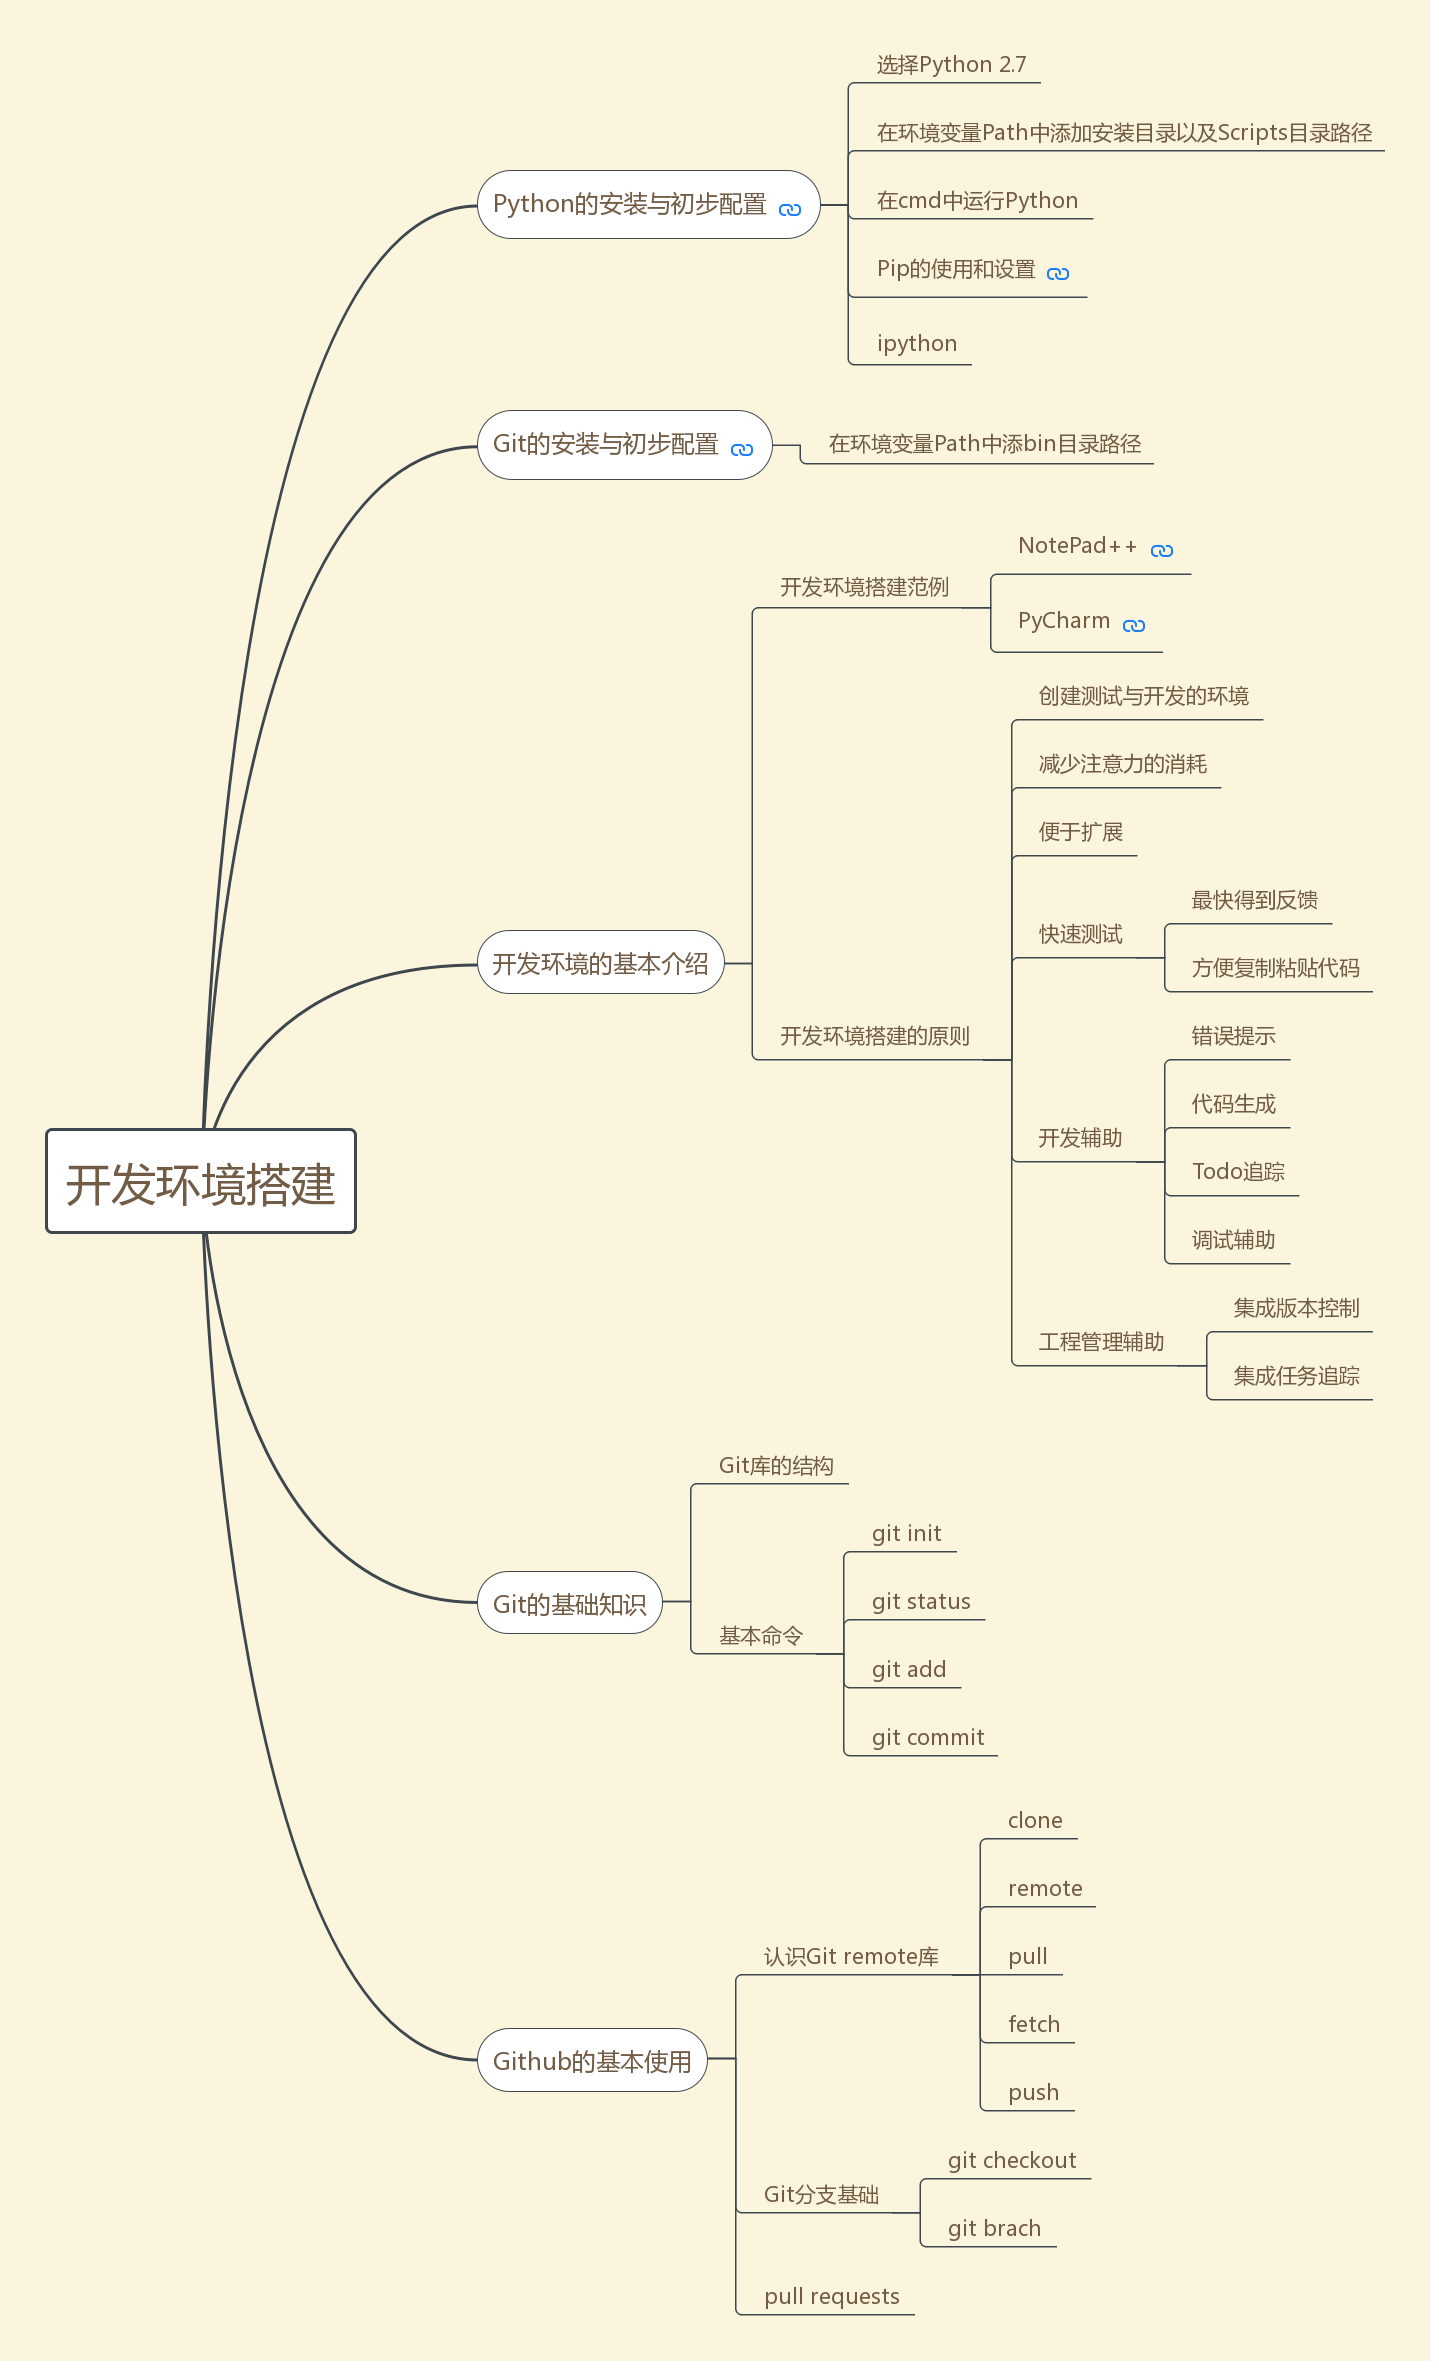 开发环境搭建
Python的安装与初步配置
选择Python 2.7
在环境变量Path中添加安装目录以及Scripts目录路径
在cmd中运行Python
Pip的使用和设置
ipython
Git的安装与初步配置
在环境变量Path中添bin目录路径
开发环境的基本介绍
开发环境搭建范例
NotePad++
PyCharm
开发环境搭建的原则
创建测试与开发的环境
减少注意力的消耗
便于扩展
快速测试
最快得到反馈
方便复制粘贴代码
开发辅助
错误提示
代码生成
Todo追踪
调试辅助
工程管理辅助
集成版本控制
集成任务追踪
Git的基础知识
Git库的结构
基本命令
git init
git status
git add
git commit
Github的基本使用
认识Git remote库
clone
remote
pull
fetch
push
Git分支基础
git checkout
git brach
pull requests